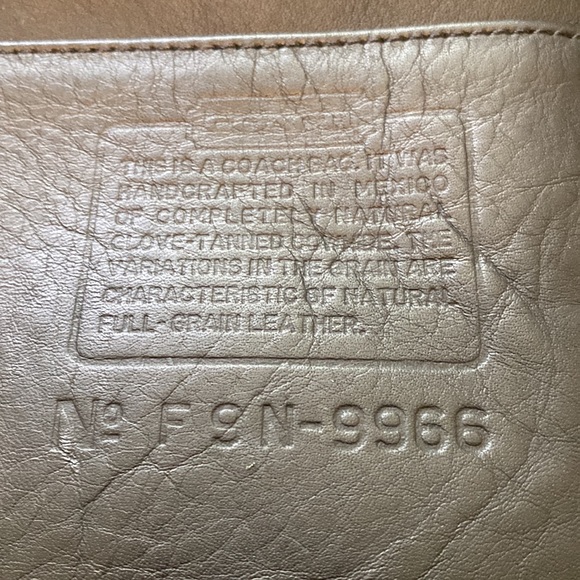 THIS IS A COACH BAG. IT WAS
HANDCRAFTED IN MEXICO
OF COMPLETELY NATURAL
GLOVE-TANNED COWHIDE. THE
VARIATIONS IN THE GRAIN ARE
CHARACTERISTIC OF NATURAL
FULL-GRAIN LEATHER.
Nº F9N-9966